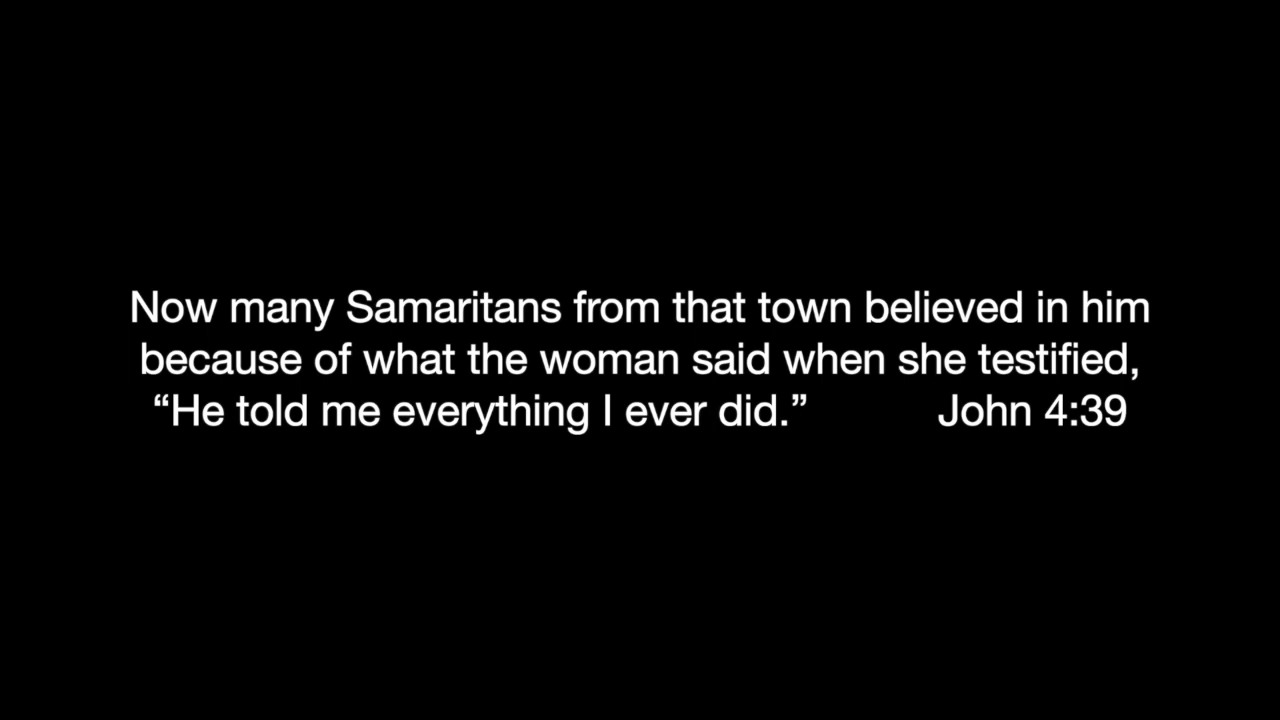 Now many Samaritans from that town believed in him
because of what the woman said when she testified,
“He told me everything I ever did.” John 4:39